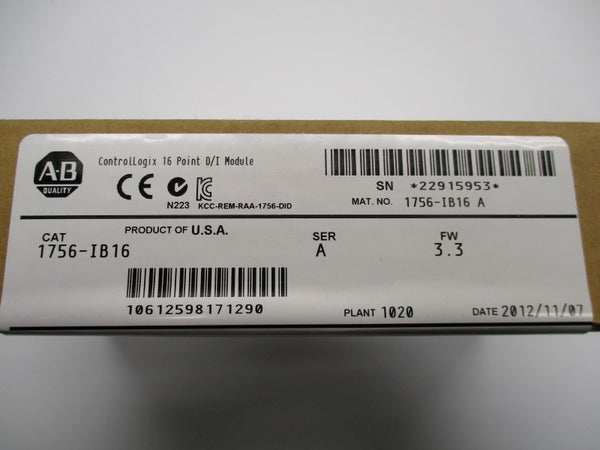 A-B
QUALITY
ControlLogix 16 Point D/I Module
CE
N223 KCC-REM-RAA-1756-DID
SN *22915953*
MAT. NO. 1756-IB16 A
CAT
1756-IB16
PRODUCT OF U.S.A.
SER
A
FW
3.3
10612598171290
PLANT 1020
DATE 2012/11/07